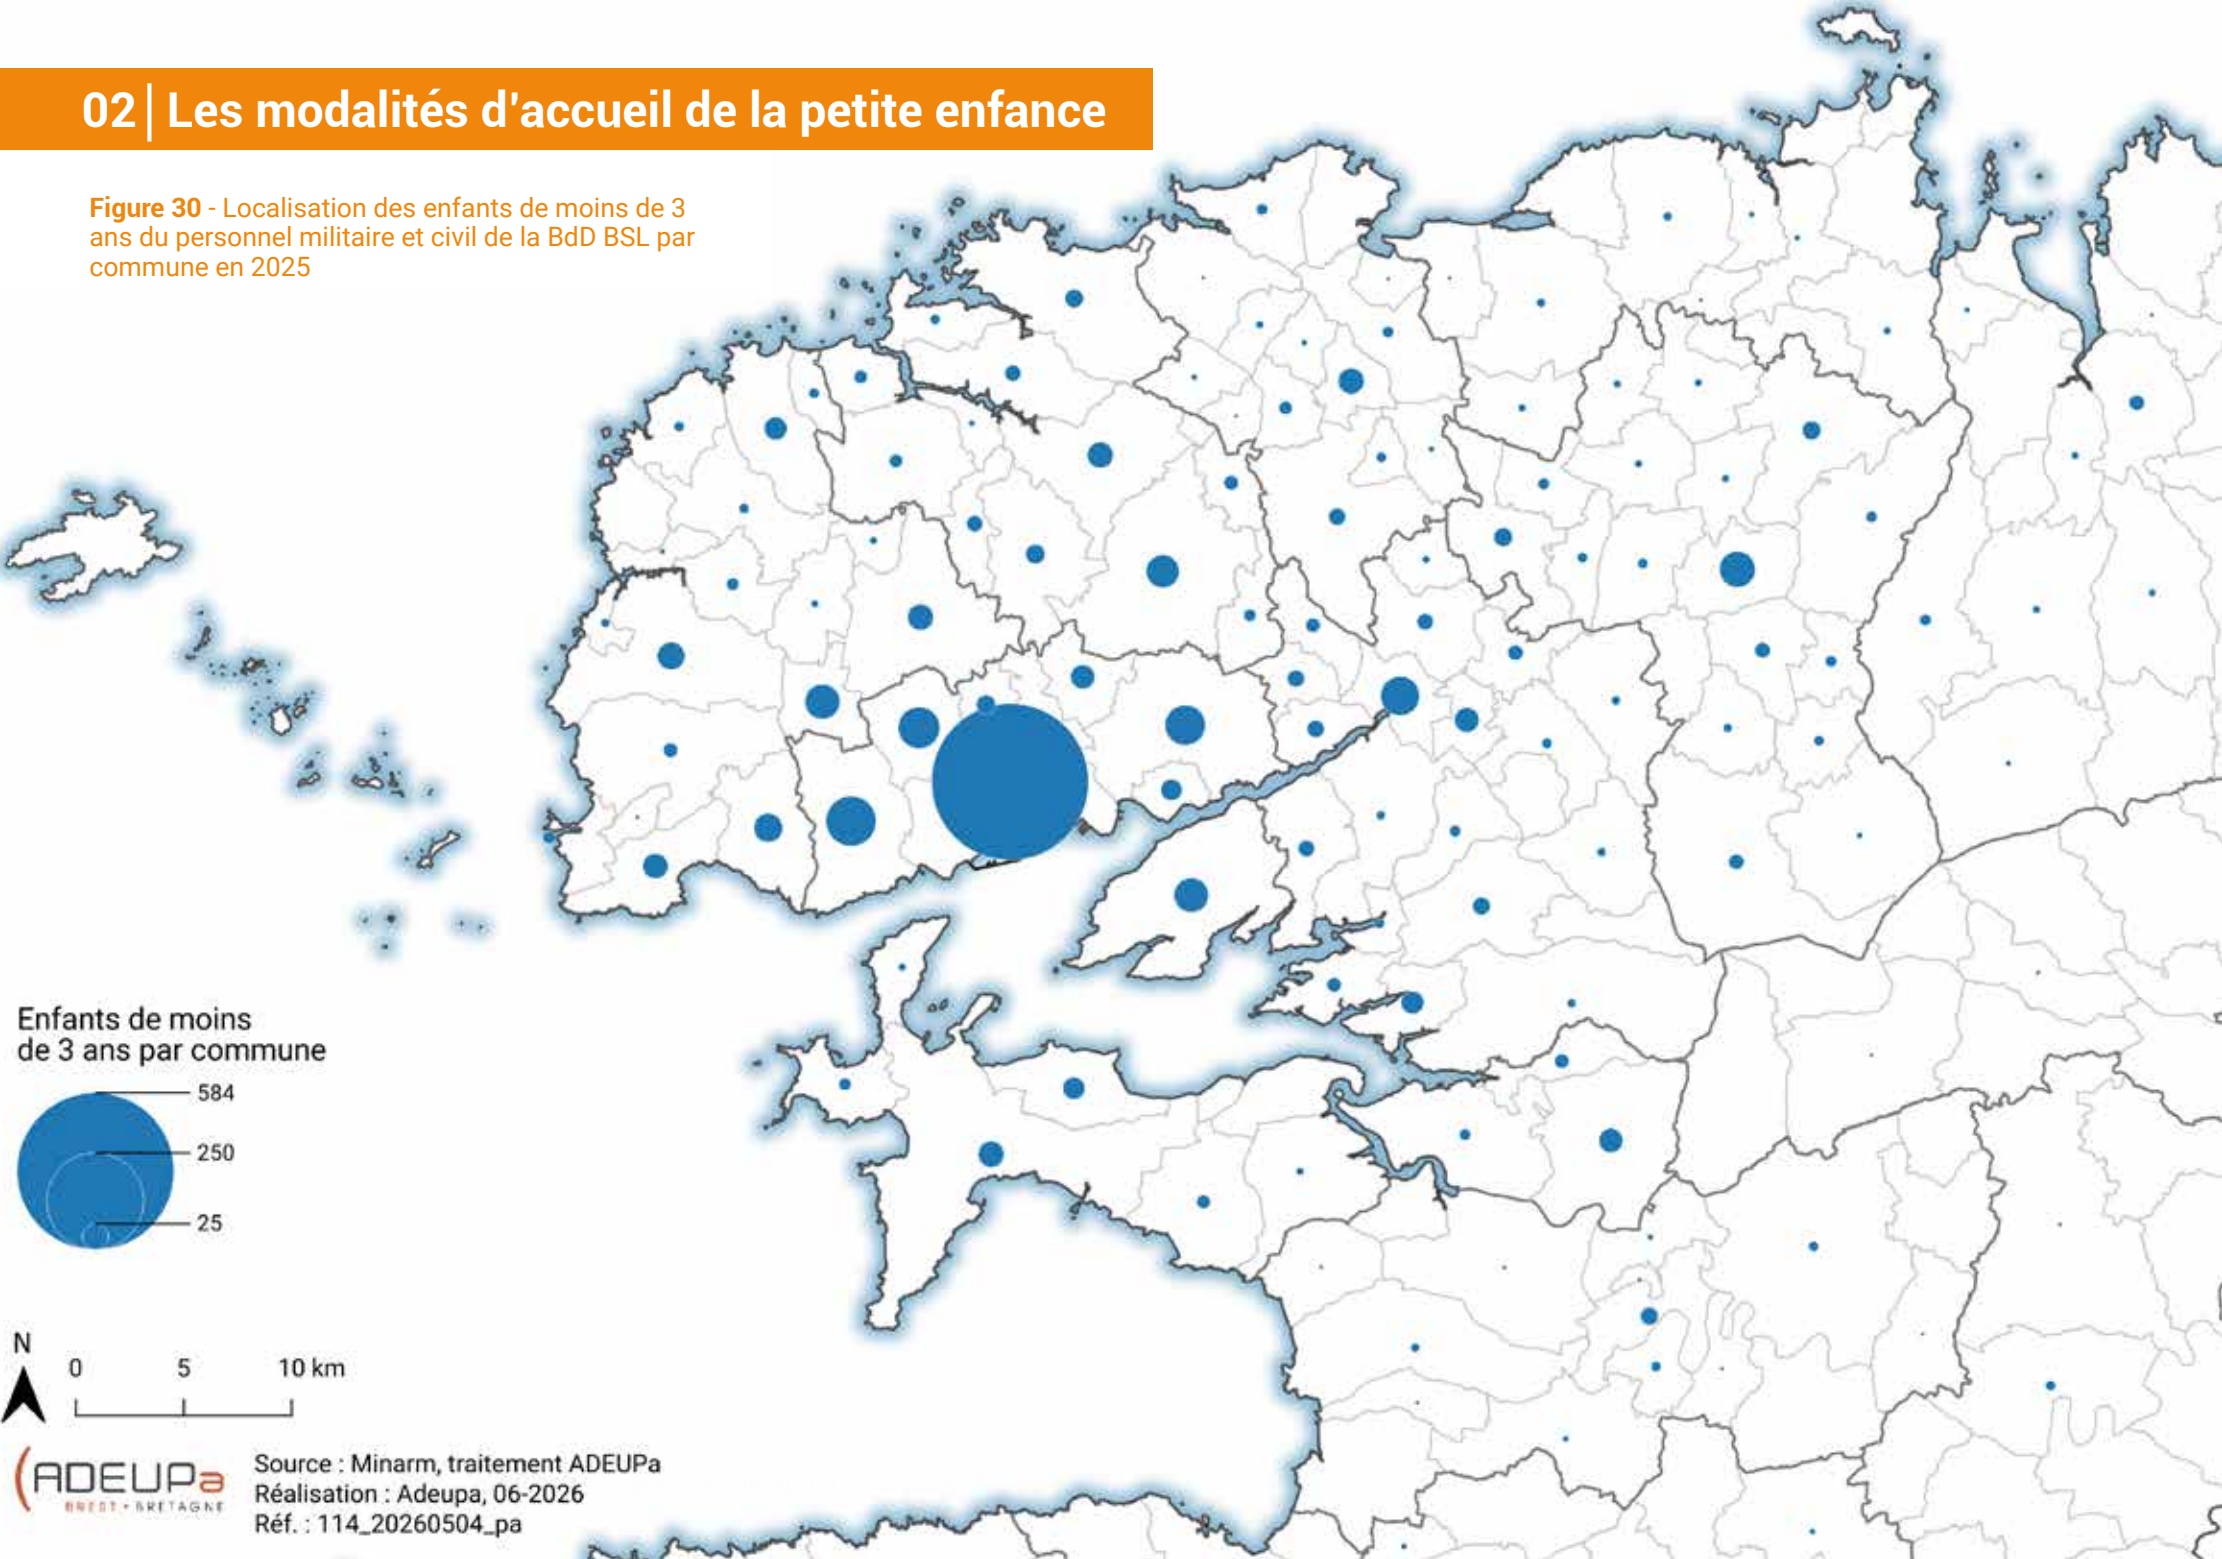 02 | Les modalités d'accueil de la petite enfance
Figure 30 - Localisation des enfants de moins de 3
ans du personnel militaire et civil de la BdD BSL par
commune en 2025
Enfants de moins
de 3 ans par commune
584
250
25
N
0 5 10 km
ADEUPa
BREST • BRETAGNE
Source : Minarm, traitement ADEUPa
Réalisation : Adeupa, 06-2026
Réf. : 114_20260504_pa